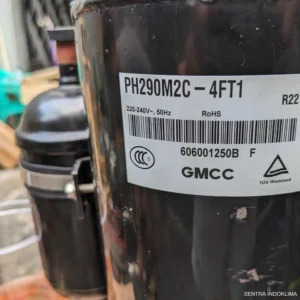 PH290M2C-4FT1
R22
220-240V~, 50Hz RoHS
606001250B F
GMCC
TÜV Rheinland
SENTRA INDOKLIMA